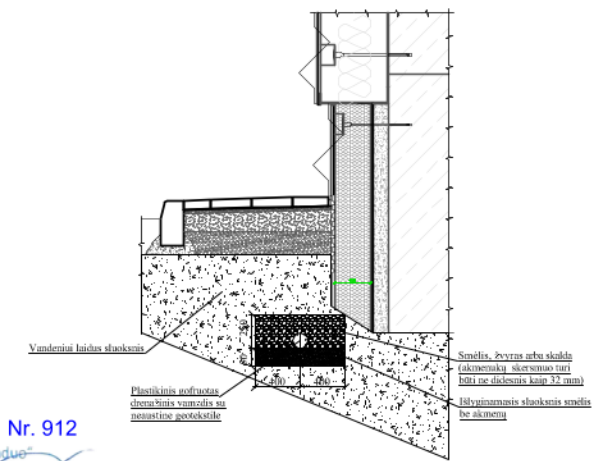 Vandeniui laidus sluoksnis
Plastikinis gofruotas
drenažinis vamzdis su
neaustine geotekstile
400 400
Smėlis, žvyras arba skalda
(akmenukų skersmuo turi
būti ne didesnis kaip 32 mm)
Išlyginamasis sluoksnis smėlis
be akmenų
Nr. 912